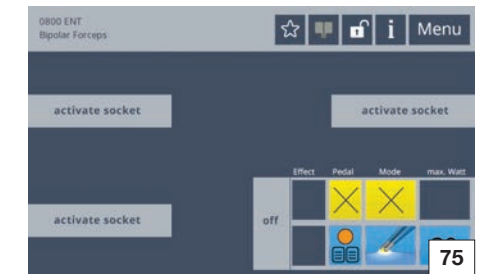 0800 ENT
Bipolar Forceps
i Menu
activate socket
activate socket
Effect Pedal Mode max. Watt
off
activate socket
75